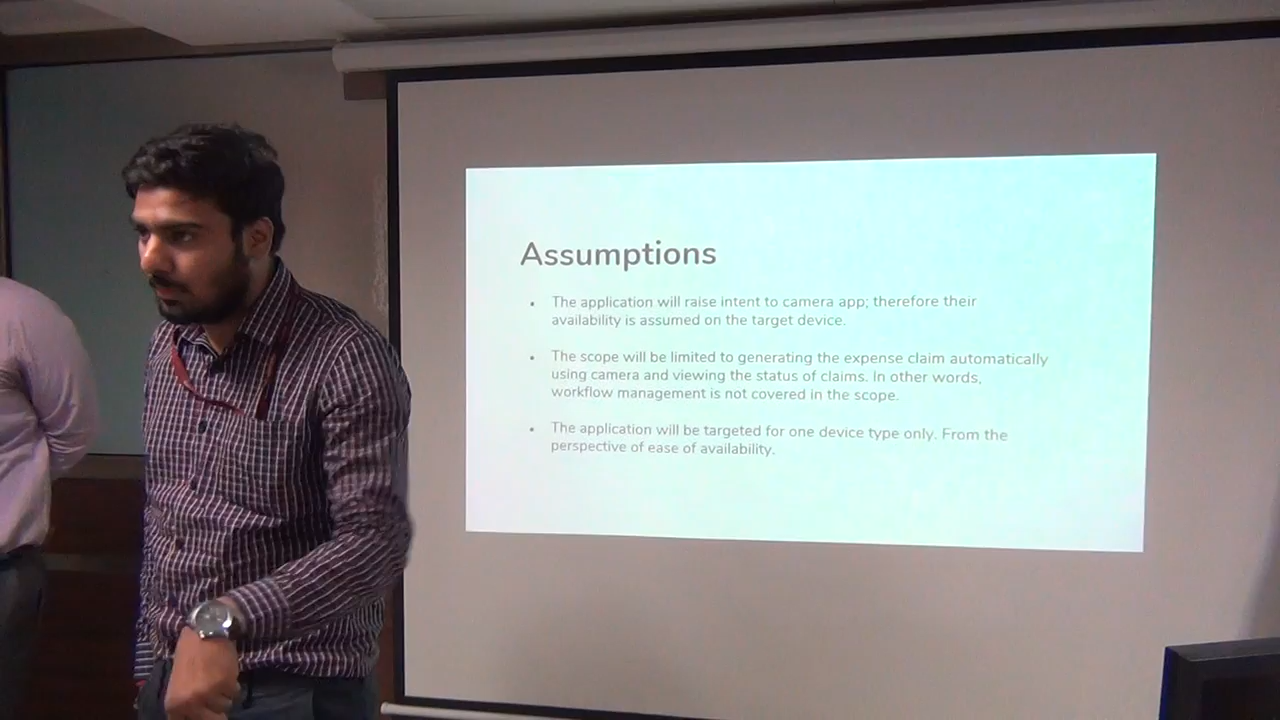 Assumptions
• The application will raise intent to camera app; therefore their
availability is assumed on the target device.
• The scope will be limited to generating the expense claim automatically
using camera and viewing the status of claims. In other words,
workflow management is not covered in the scope.
• The application will be targeted for one device type only. From the
perspective of ease of availability.